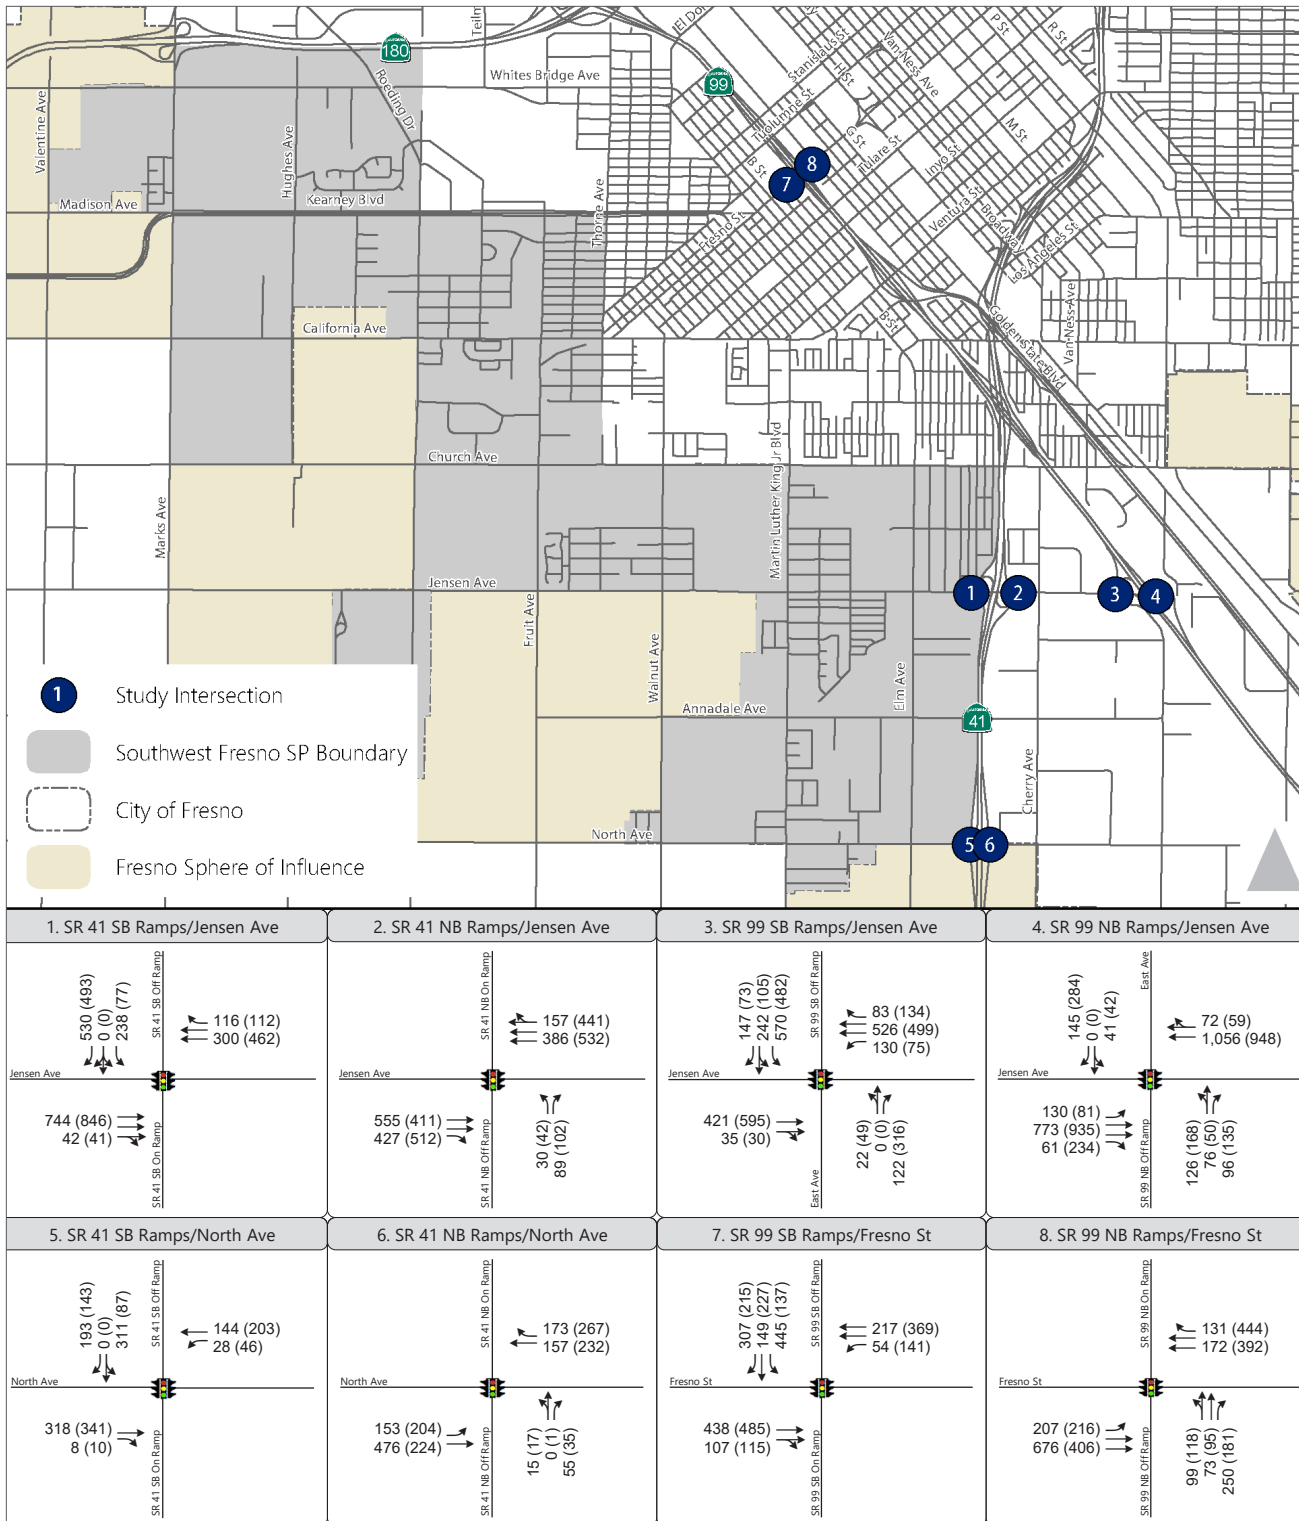 CALIFORNIA
180
Teilm
El Dor
Stanislaus St
Van Ness Ave
P St
R St
Whites Bridge Ave
CALIFORNIA
99
H St
Valentine Ave
Roeding Dr
Tuolumne St
G St
Tulare St
M St
Hughes Ave
B St
7
8
Inyo St
Kearney Blvd
Madison Ave
Thorne Ave
Fresno St
Ventura St
Broadway
Los Angeles St
California Ave
B St
Golden State Blvd
Van Ness Ave
Church Ave
Martin Luther King Jr Blvd
Marks Ave
Jensen Ave
1
2
3
4
Fruit Ave
Walnut Ave
Elm Ave
Annadale Ave
CALIFORNIA
41
Cherry Ave
North Ave
5
6
1
Study Intersection
Southwest Fresno SP Boundary
City of Fresno
Fresno Sphere of Influence
1. SR 41 SB Ramps/Jensen Ave
530 (493)
0 (0)
238 (77)
SR 41 SB Off Ramp
116 (112)
300 (462)
Jensen Ave
744 (846)
42 (41)
SR 41 SB On Ramp
2. SR 41 NB Ramps/Jensen Ave
SR 41 NB On Ramp
157 (441)
386 (532)
Jensen Ave
555 (411)
427 (512)
SR 41 NB Off Ramp
30 (42)
89 (102)
3. SR 99 SB Ramps/Jensen Ave
147 (73)
242 (105)
570 (482)
SR 99 SB Off Ramp
83 (134)
526 (499)
130 (75)
Jensen Ave
421 (595)
35 (30)
East Ave
22 (49)
0 (0)
122 (316)
4. SR 99 NB Ramps/Jensen Ave
145 (284)
0 (0)
41 (42)
East Ave
72 (59)
1,056 (948)
Jensen Ave
130 (81)
773 (935)
61 (234)
SR 99 NB Off Ramp
126 (168)
76 (50)
96 (135)
5. SR 41 SB Ramps/North Ave
193 (143)
0 (0)
311 (87)
SR 41 SB Off Ramp
144 (203)
28 (46)
North Ave
318 (341)
8 (10)
SR 41 SB On Ramp
6. SR 41 NB Ramps/North Ave
SR 41 NB On Ramp
173 (267)
157 (232)
North Ave
153 (204)
476 (224)
SR 41 NB Off Ramp
15 (17)
0 (1)
55 (35)
7. SR 99 SB Ramps/Fresno St
307 (215)
149 (227)
445 (137)
SR 99 SB Off Ramp
217 (369)
54 (141)
Fresno St
438 (485)
107 (115)
SR 99 SB On Ramp
8. SR 99 NB Ramps/Fresno St
SR 99 NB On Ramp
131 (444)
172 (392)
Fresno St
207 (216)
676 (406)
SR 99 NB Off Ramp
99 (118)
73 (95)
250 (181)